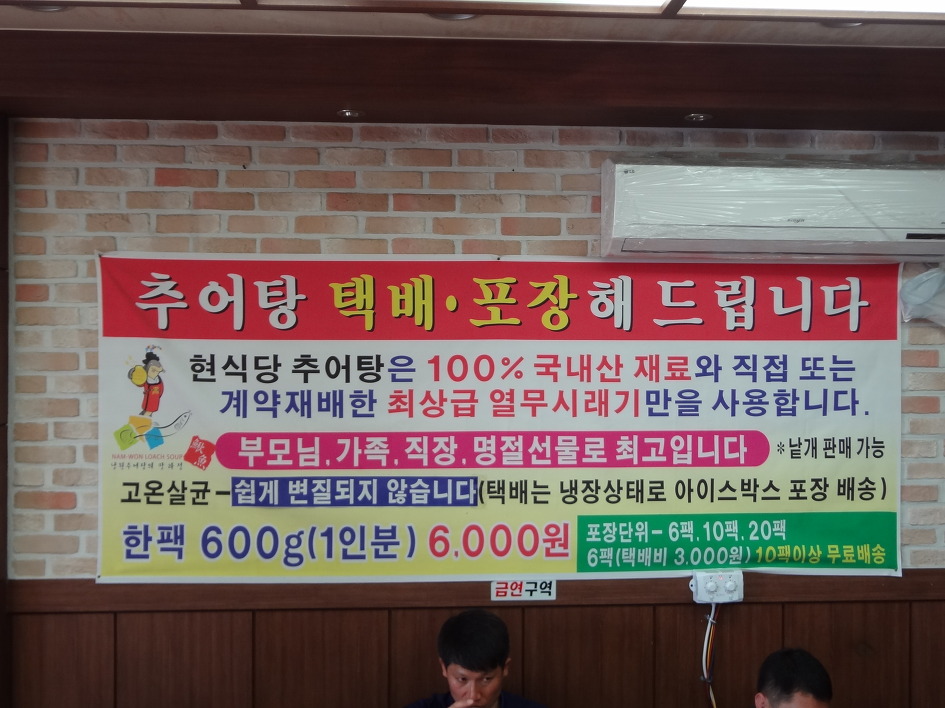 추어탕 택배·포장해 드립니다
현식당 추어탕은 100% 국내산 재료와 직접 또는
계약재배한 최상급 열무시래기만을 사용합니다.
NAM-WON LOACH SOUP
鰍魚
부모님, 가족, 직장, 명절선물로 최고입니다
*낱개 판매 가능
고온살균-쉽게 변질되지 않습니다(택배는 냉장상태로 아이스박스 포장 배송)
한팩 600g(1인분) 6,000원
포장단위- 6팩, 10팩, 20팩
6팩(택배비 3,000원) 10팩이상 무료배송
금연구역